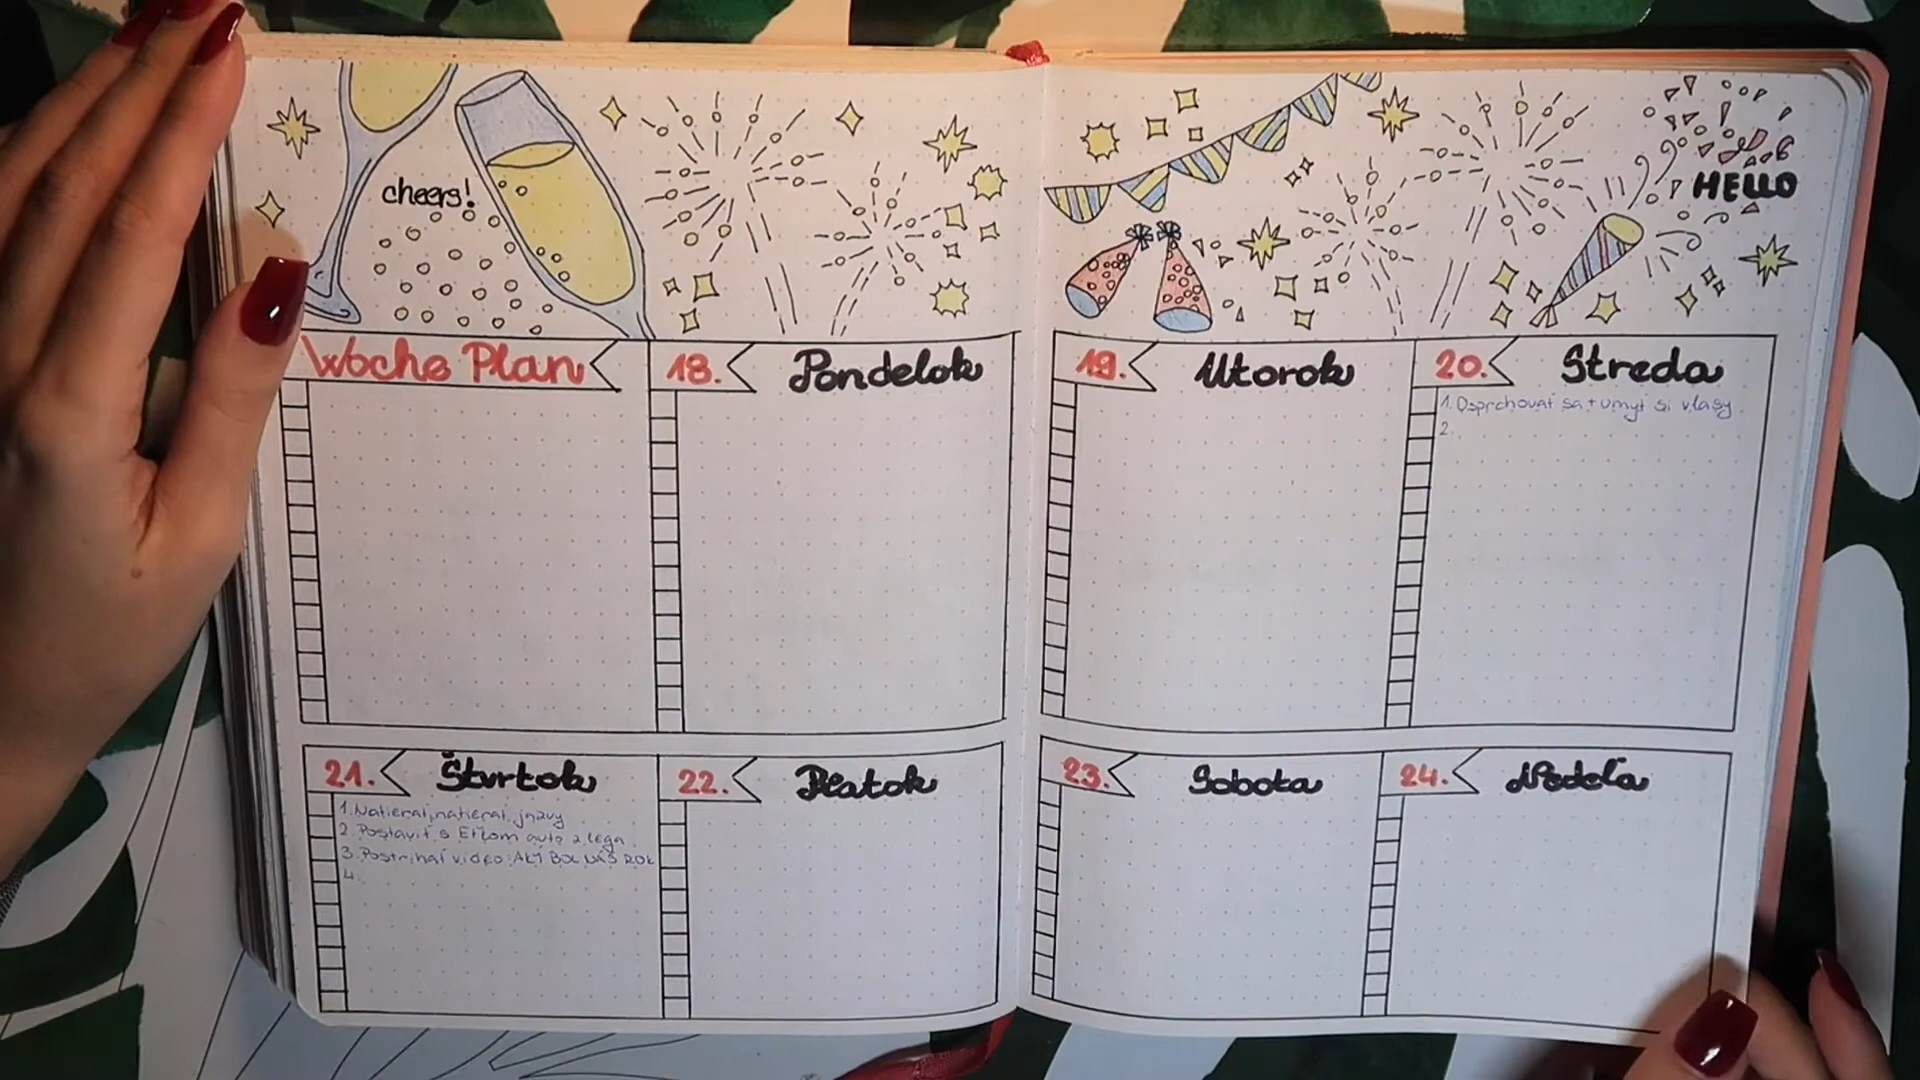 cheers!
HELLO
Woche Plan
18. Pondelok
19. Utorok
20. Streda
1. Osprchovať sa + umyť si vlasy
2.
21. Štvrtok
1. Natierať, natierať, jazvy
2. Postaviť s Eťom auto z lega
3. Postrihať video: AKÝ BOL NÁŠ ROK
4.
22. Piatok
23. Sobota
24. Nedeľa